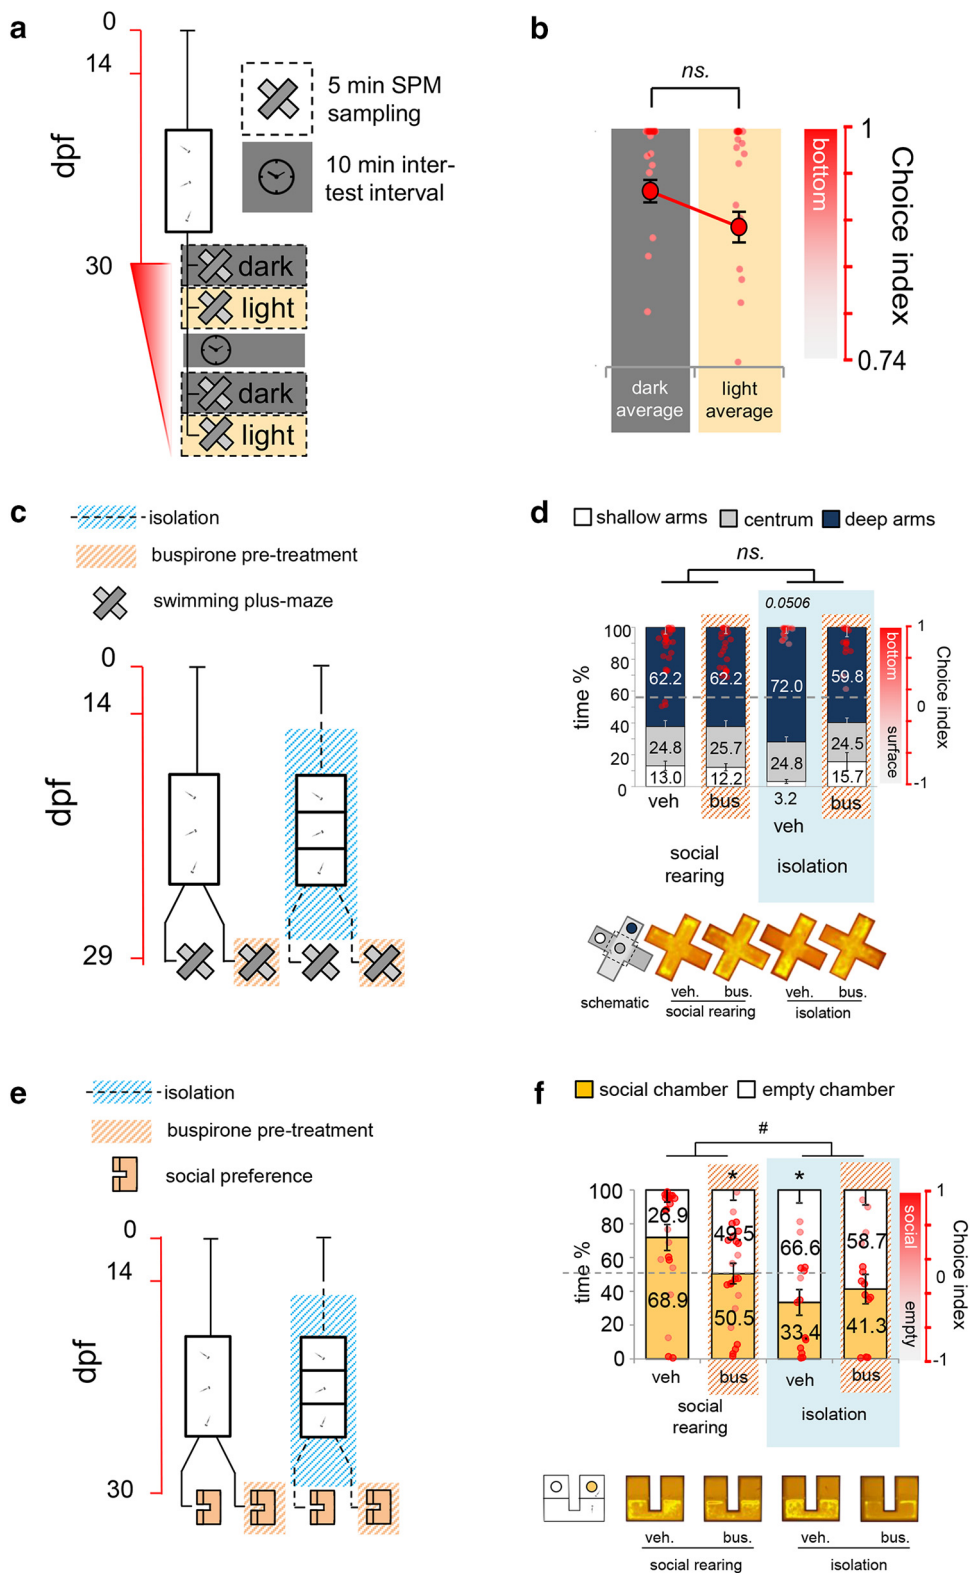 a
0
14
dpf
30
5 min SPM
sampling
10 min inter-
test interval
dark
light
dark
light
b
ns.
1
bottom
Choice index
0.74
dark
average
light
average
c
isolation
buspirone pre-treatment
swimming plus-maze
0
14
dpf
29
d
shallow arms
centrum
deep arms
ns.
0.0506
100
80
60
40
20
0
time %
62.2
62.2
72.0
59.8
24.8
25.7
24.8
24.5
13.0
12.2
3.2
15.7
veh
bus
veh
bus
social
rearing
isolation
1
0
-1
bottom
surface
Choice index
schematic
veh.
bus.
social rearing
veh.
bus.
isolation
e
isolation
buspirone pre-treatment
social preference
0
14
dpf
30
f
social chamber
empty chamber
#
*
*
100
80
60
40
20
0
time %
26.9
49.5
66.6
58.7
68.9
50.5
33.4
41.3
veh
bus
veh
bus
social
rearing
isolation
1
0
-1
social
empty
Choice index
veh.
bus.
social rearing
veh.
bus.
isolation